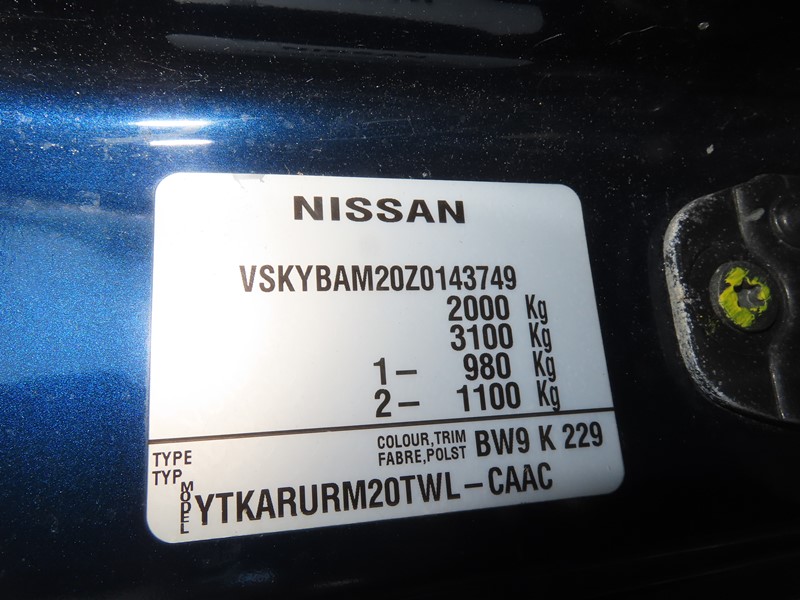 NISSAN
VSKYBAM20Z0143749
2000 Kg
3100 Kg
1- 980 Kg
2- 1100 Kg
TYPE
TYP
COLOUR,TRIM
FABRE,POLST
BW9 K 229
MODEL
YTKARURM20TWL-CAAC